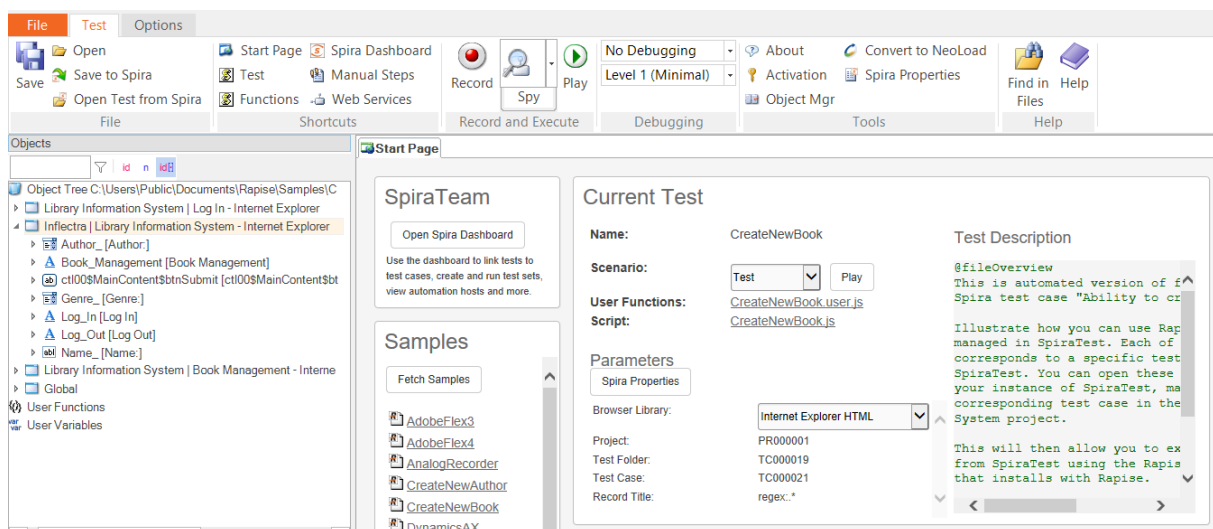 File Test Options
Open Start Page Spira Dashboard No Debugging About Convert to NeoLoad
Save Save to Spira Test Manual Steps Record Play Level 1 (Minimal) Activation Spira Properties Find in Files Help
Open Test from Spira Functions Web Services Spy Object Mgr
File Shortcuts Record and Execute Debugging Tools Help
Objects
id n id
Object Tree C:\Users\Public\Documents\Rapise\Samples\C
Library Information System | Log In - Internet Explorer
Inflectra | Library Information System - Internet Explorer
Author_ [Author:]
Book_Management [Book Management]
ctl00$MainContent$btnSubmit [ctl00$MainContent$bt
Genre_ [Genre:]
Log_In [Log In]
Log_Out [Log Out]
Name_ [Name:]
Library Information System | Book Management - Interne
Global
User Functions
User Variables
Start Page
SpiraTeam
Open Spira Dashboard
Use the dashboard to link tests to
test cases, create and run test sets,
view automation hosts and more.
Samples
Fetch Samples
AdobeFlex3
AdobeFlex4
AnalogRecorder
CreateNewAuthor
CreateNewBook
DynamicsAX
Current Test
Name: CreateNewBook
Scenario: Test Play
User Functions: CreateNewBook.user.js
Script: CreateNewBook.js
Parameters
Spira Properties
Browser Library: Internet Explorer HTML
Project: PR000001
Test Folder: TC000019
Test Case: TC000021
Record Title: regex:.*
Test Description
@fileOverview
This is automated version of f
Spira test case "Ability to cr
Illustrate how you can use Rap
managed in SpiraTest. Each of
corresponds to a specific test
SpiraTest. You can open these
your instance of SpiraTest, ma
corresponding test case in the
System project.
This will then allow you to ex
from SpiraTest using the Rapis
that installs with Rapise.